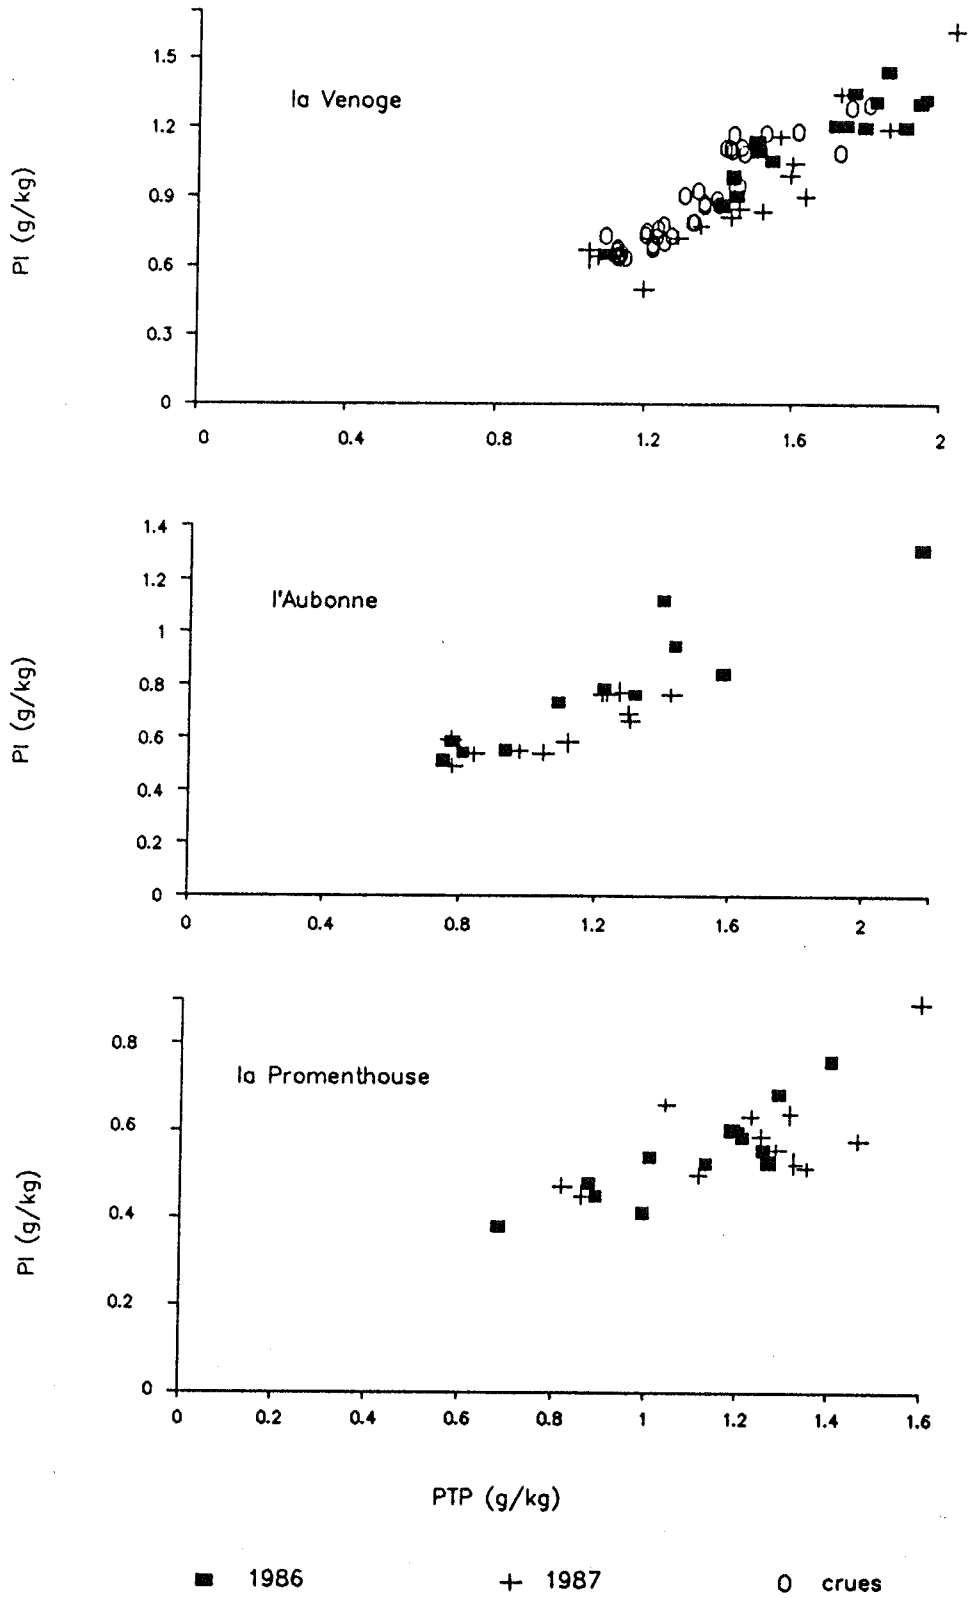 1.5
la Venoge
1.2
0.9
PI (g/kg)
0.6
0.3
0
0 0.4 0.8 1.2 1.6 2
1.4
1.2
l'Aubonne
1
0.8
PI (g/kg)
0.6
0.4
0.2
0
0 0.4 0.8 1.2 1.6 2
0.8
la Promenthouse
0.6
PI (g/kg)
0.4
0.2
0
0 0.2 0.4 0.6 0.8 1 1.2 1.4 1.6
PTP (g/kg)
1986 1987 crues